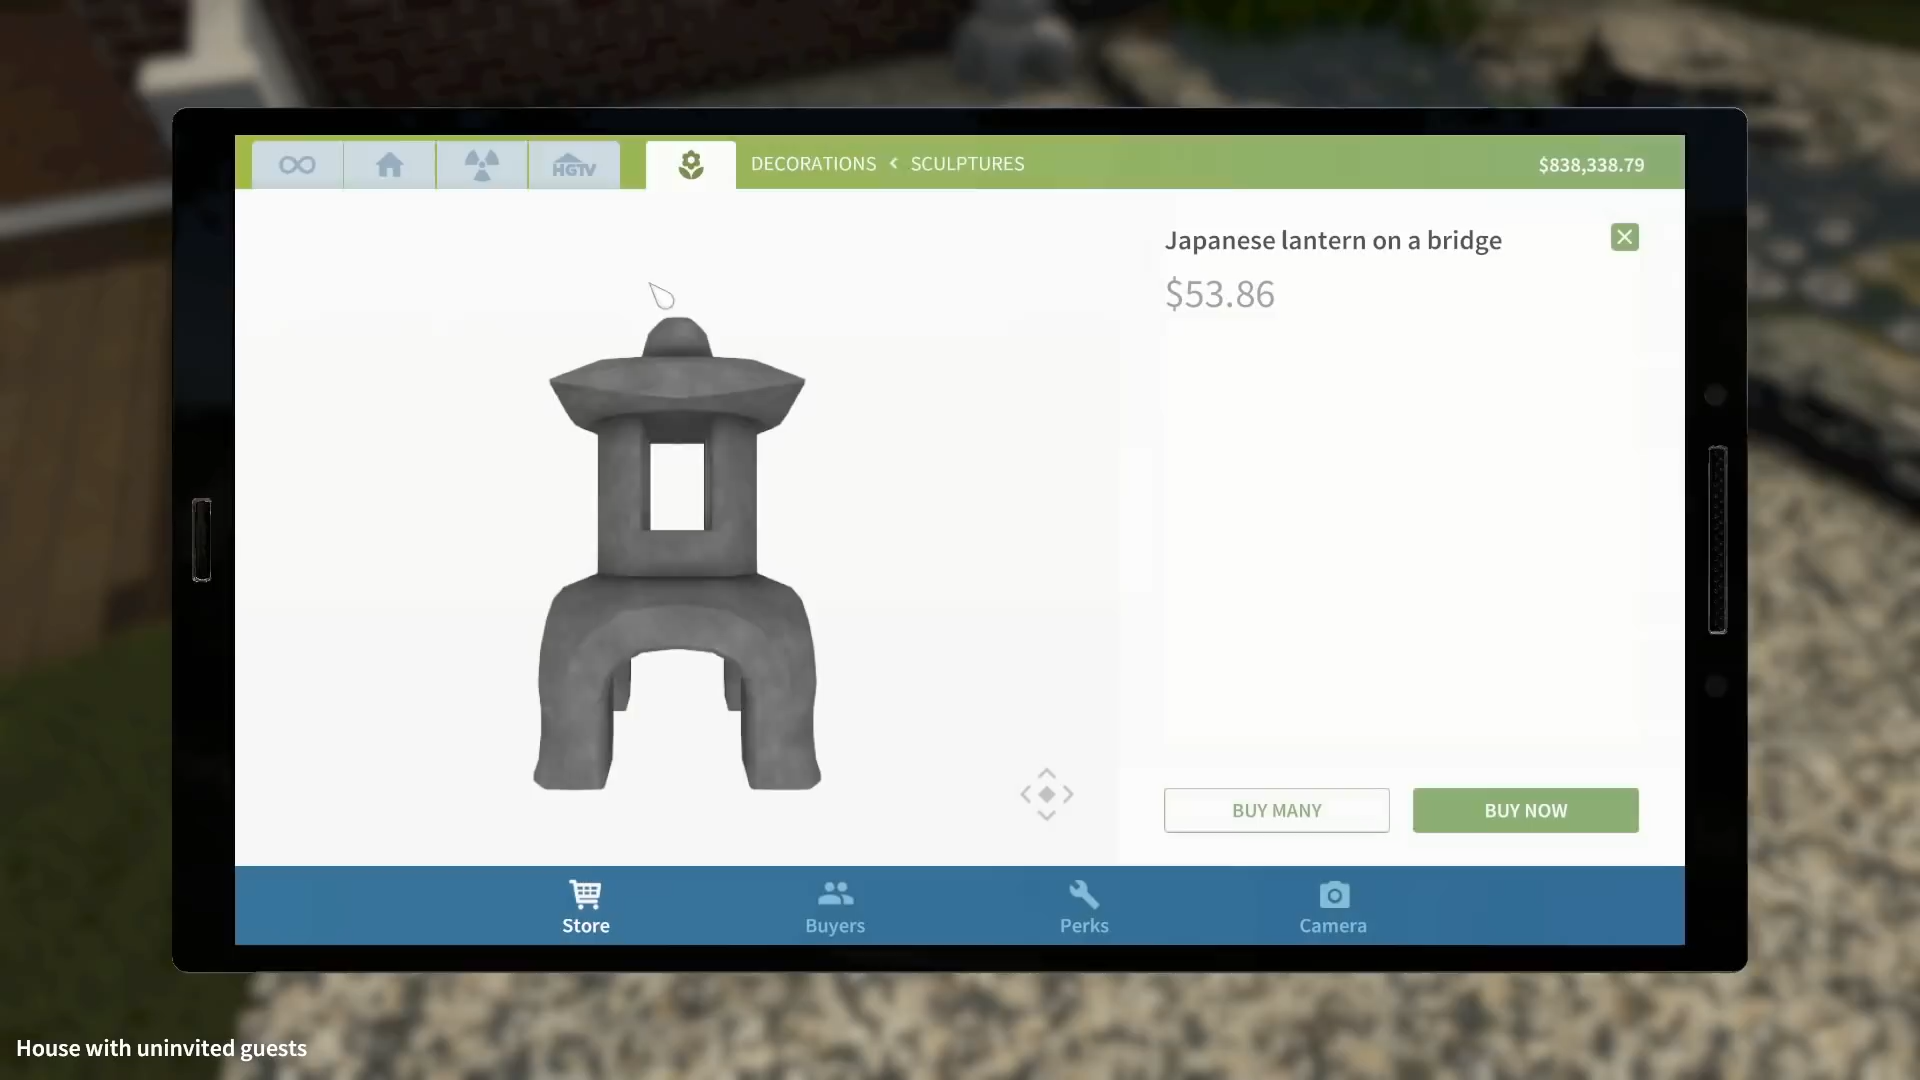 HGTV
DECORATIONS < SCULPTURES
$838,338.79
Japanese lantern on a bridge
$53.86
BUY MANY
BUY NOW
Store
Buyers
Perks
Camera
House with uninvited guests